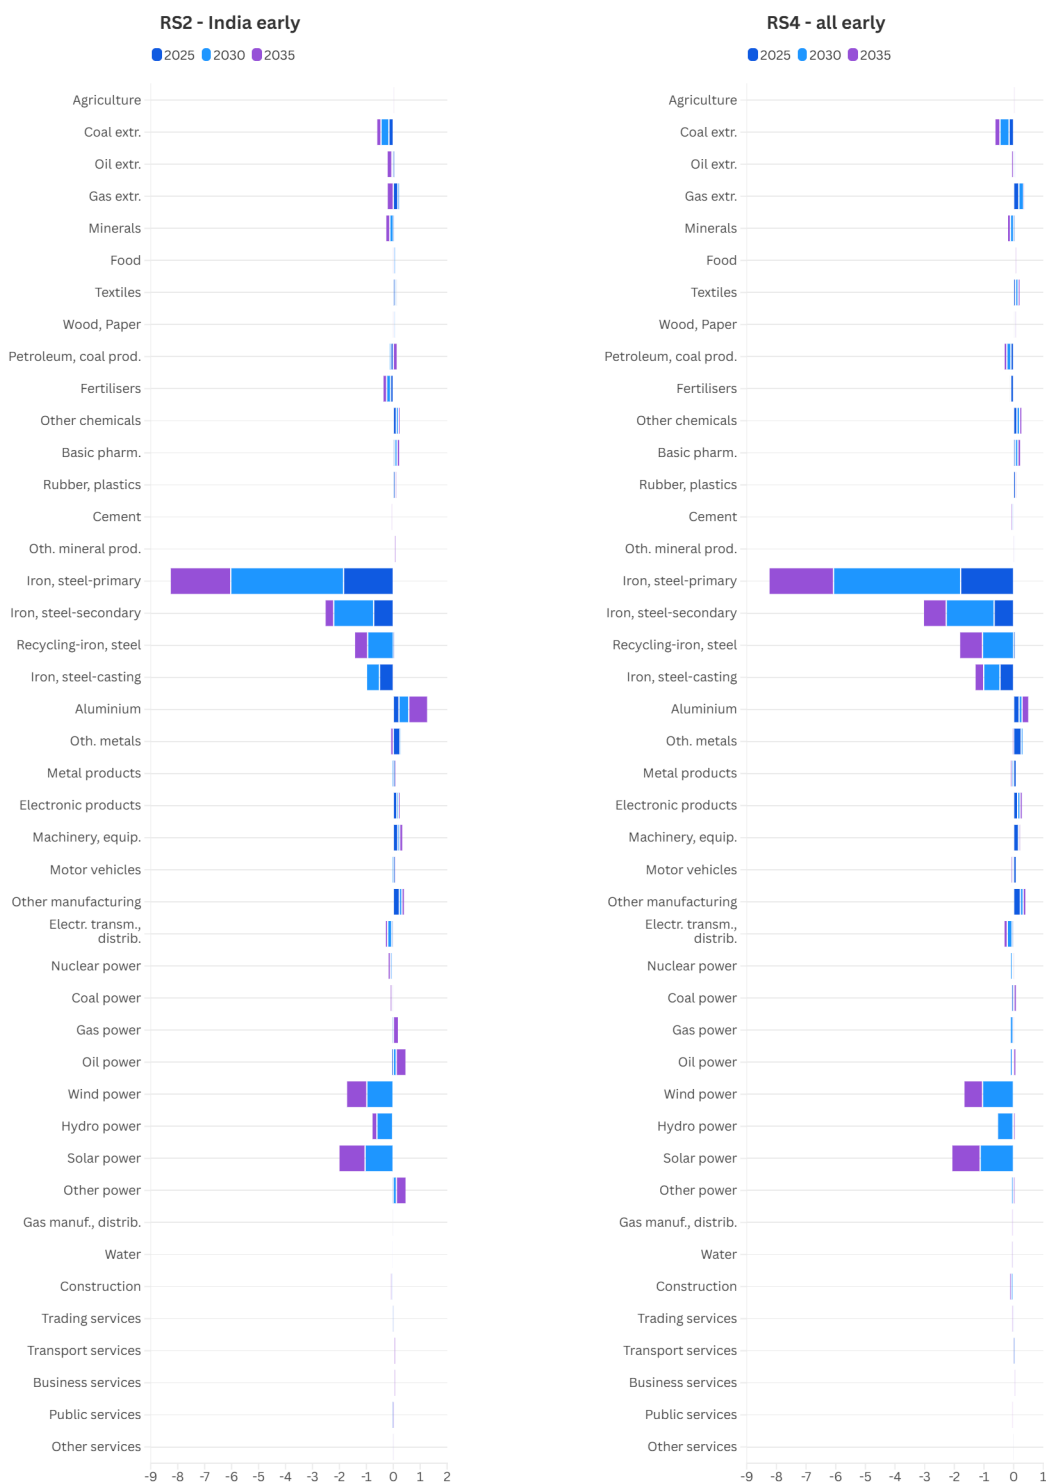 RS2 - India early
2025 2030 2035
Agriculture
Coal extr.
Oil extr.
Gas extr.
Minerals
Food
Textiles
Wood, Paper
Petroleum, coal prod.
Fertilisers
Other chemicals
Basic pharm.
Rubber, plastics
Cement
Oth. mineral prod.
Iron, steel-primary
Iron, steel-secondary
Recycling-iron, steel
Iron, steel-casting
Aluminium
Oth. metals
Metal products
Electronic products
Machinery, equip.
Motor vehicles
Other manufacturing
Electr. transm.,
distrib.
Nuclear power
Coal power
Gas power
Oil power
Wind power
Hydro power
Solar power
Other power
Gas manuf., distrib.
Water
Construction
Trading services
Transport services
Business services
Public services
Other services
-9 -8 -7 -6 -5 -4 -3 -2 -1 0 1 2
RS4 - all early
2025 2030 2035
Agriculture
Coal extr.
Oil extr.
Gas extr.
Minerals
Food
Textiles
Wood, Paper
Petroleum, coal prod.
Fertilisers
Other chemicals
Basic pharm.
Rubber, plastics
Cement
Oth. mineral prod.
Iron, steel-primary
Iron, steel-secondary
Recycling-iron, steel
Iron, steel-casting
Aluminium
Oth. metals
Metal products
Electronic products
Machinery, equip.
Motor vehicles
Other manufacturing
Electr. transm.,
distrib.
Nuclear power
Coal power
Gas power
Oil power
Wind power
Hydro power
Solar power
Other power
Gas manuf., distrib.
Water
Construction
Trading services
Transport services
Business services
Public services
Other services
-9 -8 -7 -6 -5 -4 -3 -2 -1 0 1